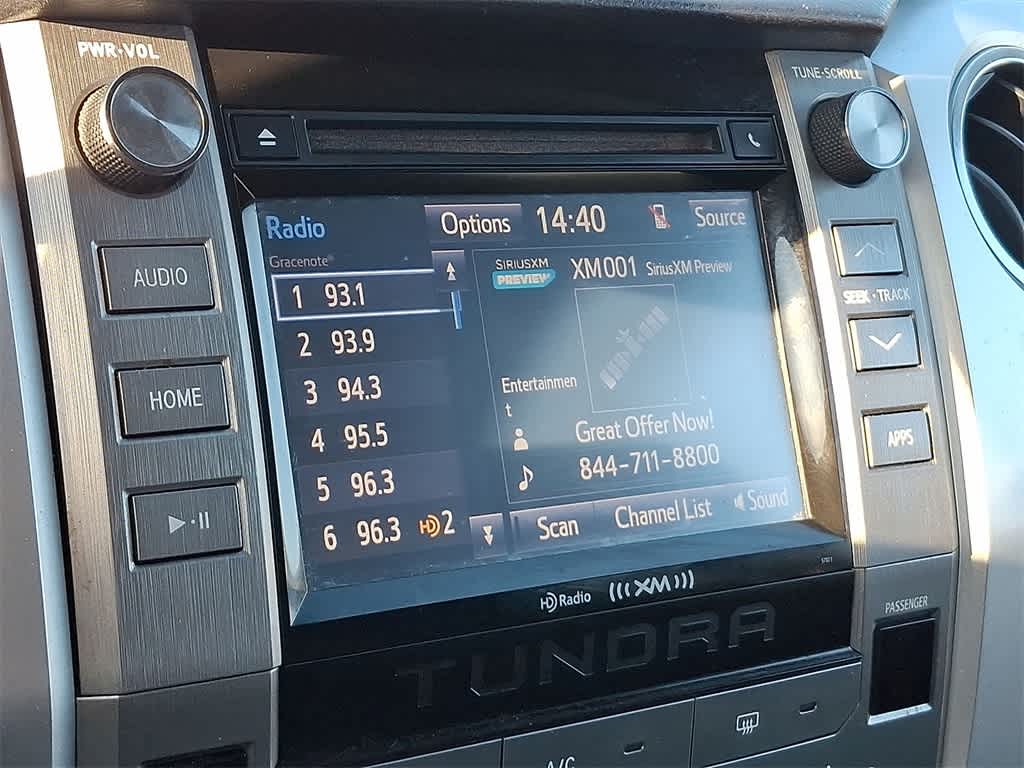 PWR•VOL
TUNE•SCROLL
AUDIO
HOME
SEEK•TRACK
APPS
Radio
Options
14:40
Source
Gracenote®
1 93.1
2 93.9
3 94.3
4 95.5
5 96.3
6 96.3 HD 2
SIRIUSXM
PREVIEW
XM001 SiriusXM Preview
Entertainmen
t
Great Offer Now!
844-711-8800
Scan
Channel List
Sound
HD Radio
(((XM)))
TUNDRA
PASSENGER
A/C